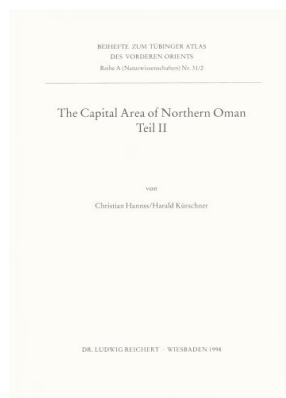 BEIHEFTE ZUM TÜBINGER ATLAS
DES VORDEREN ORIENTS
Reihe A (Naturwissenschaften) Nr. 31/2
The Capital Area of Northern Oman
Teil II
von
Christian Hannss/Harald Kürschner
DR. LUDWIG REICHERT · WIESBADEN 1998